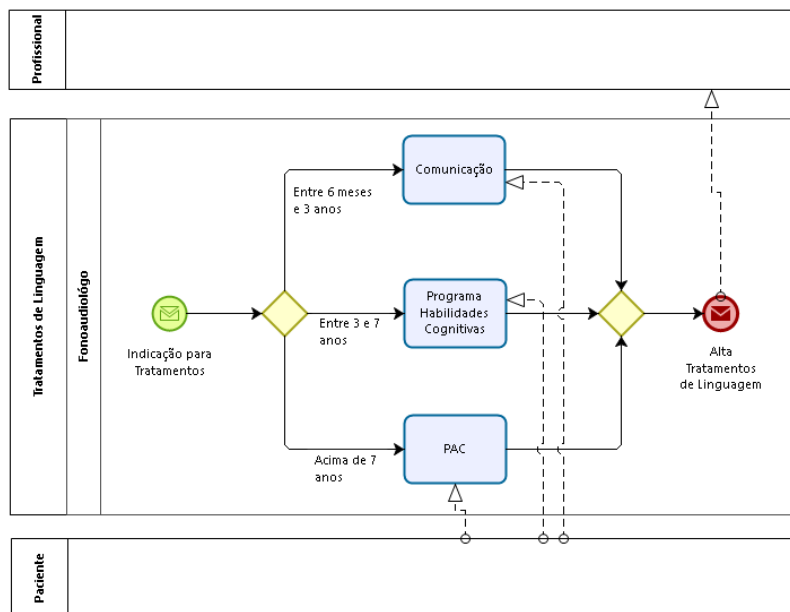 Profissional
Tratamentos de Linguagem
Fonoaudiológo
Indicação para
Tratamentos
Entre 6 meses
e 3 anos
Entre 3 e 7
anos
Acima de 7
anos
Comunicação
Programa
Habilidades
Cognitivas
PAC
Alta
Tratamentos
de Linguagem
Paciente